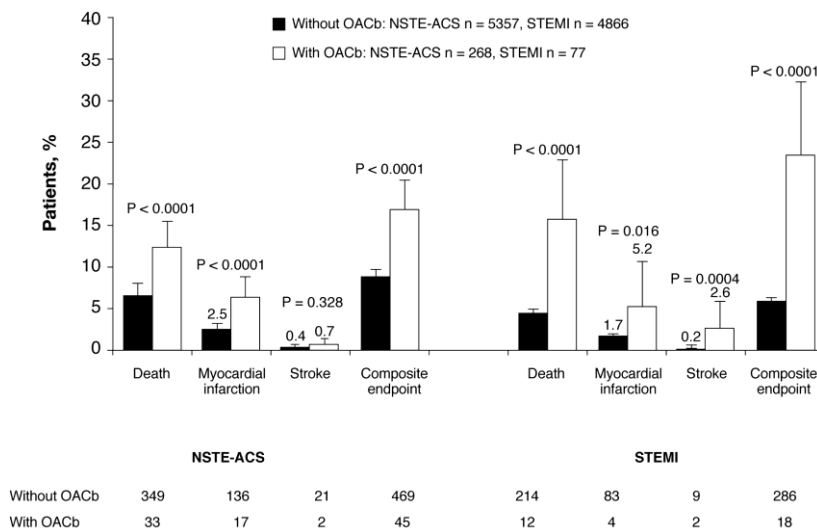 40
35
30
25
20
15
10
5
0
Patients, %
Without OACb: NSTE-ACS n = 5357, STEMI n = 4866
With OACb: NSTE-ACS n = 268, STEMI n = 77
P < 0.0001
2.5
P < 0.0001
0.4
0.7
P = 0.328
P < 0.0001
P < 0.0001
1.7
5.2
P = 0.016
0.2
2.6
P = 0.0004
P < 0.0001
Death
Myocardial
infarction
Stroke
Composite
endpoint
Death
Myocardial
infarction
Stroke
Composite
endpoint
NSTE-ACS
STEMI
Without OACb 349 136 21 469 214 83 9 286
With OACb 33 17 2 45 12 4 2 18